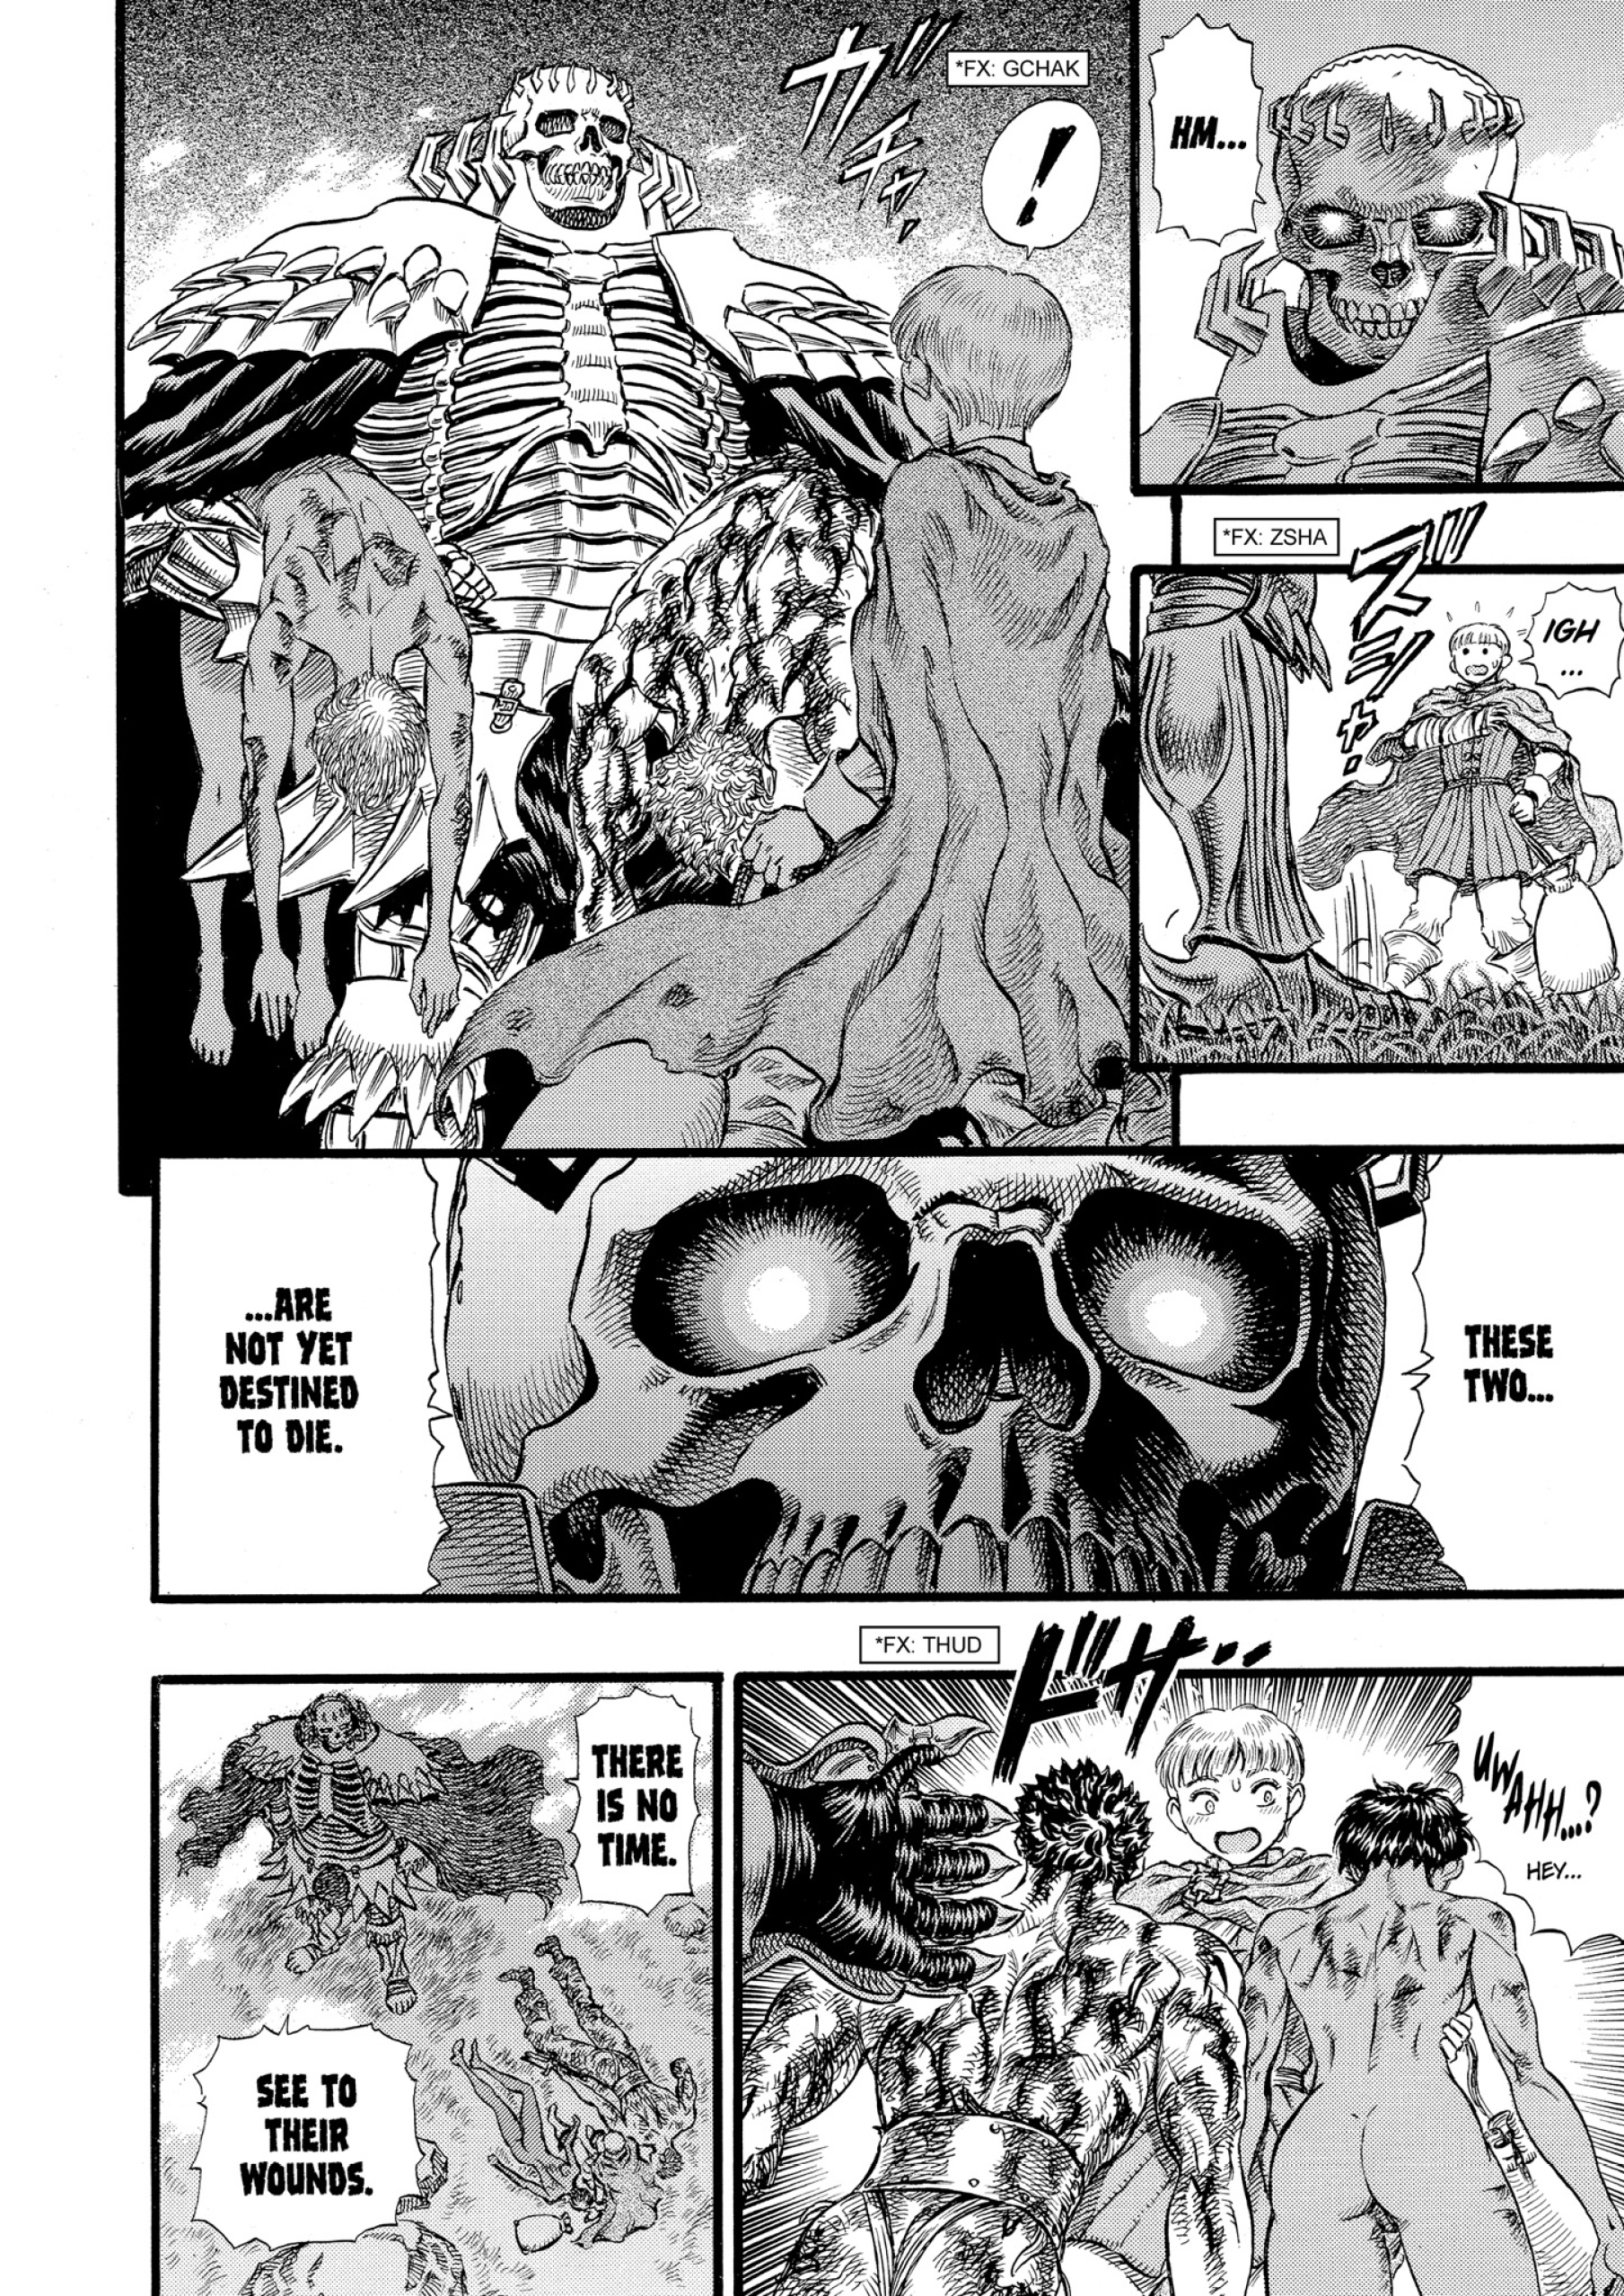 HM...
*FX: ZSHA
ズシャ.
IGH
...
*FX: GCHAK
ガチャ.
!
THESE
TWO...
...ARE
NOT YET
DESTINED
TO DIE.
*FX: THUD
ドサ..
UWAHH...?
HEY...
THERE
IS NO
TIME.
SEE TO
THEIR
WOUNDS.